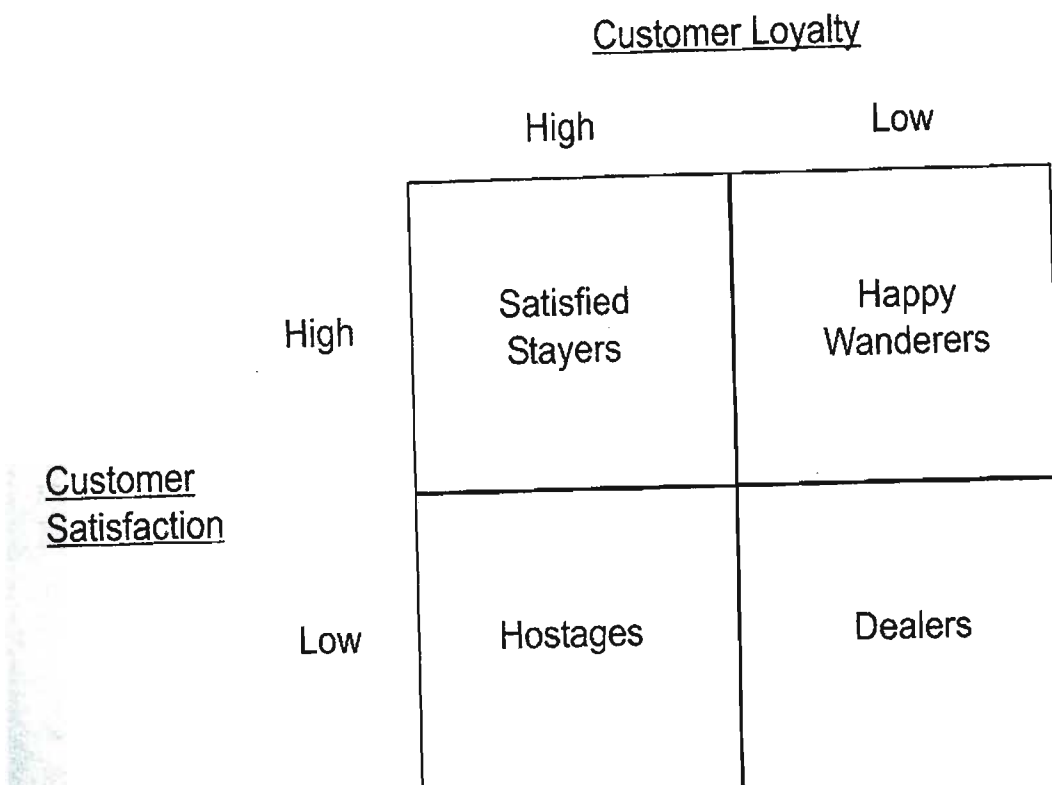 Customer Loyalty
High
Low
High
Satisfied
Stayers
Happy
Wanderers
Customer
Satisfaction
Low
Hostages
Dealers